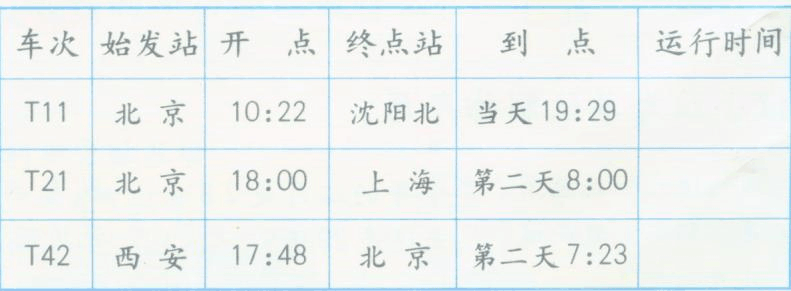 车次 始发站 开 点 终点站 到 点 运行时间
T11 北 京 10:22 沈阳北 当天19:29
T21 北 京 18:00 上 海 第二天8:00
T42 西 安 17:48 北 京 第二天7:23